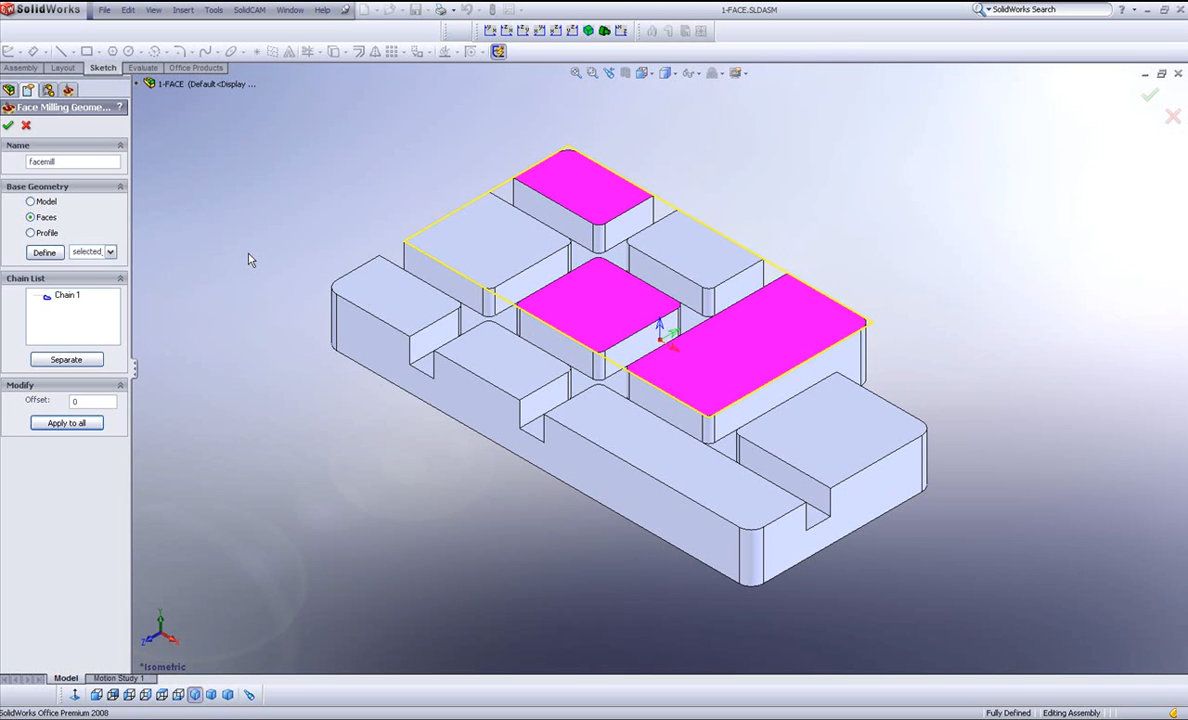 SolidWorks File Edit View Insert Tools SolidCAM Window Help 1-FACE.SLDASM SolidWorks Search ?
Assembly Layout Sketch Evaluate Office Products
1-FACE (Default<Display ...
Face Milling Geome... ?
Name
facemill
Base Geometry
Model
Faces
Profile
Define selected_
Chain List
Chain 1
Separate
Modify
Offset: 0
Apply to all
Y
Z
*Isometric
Model Motion Study 1
SolidWorks Office Premium 2008 Fully Defined Editing Assembly